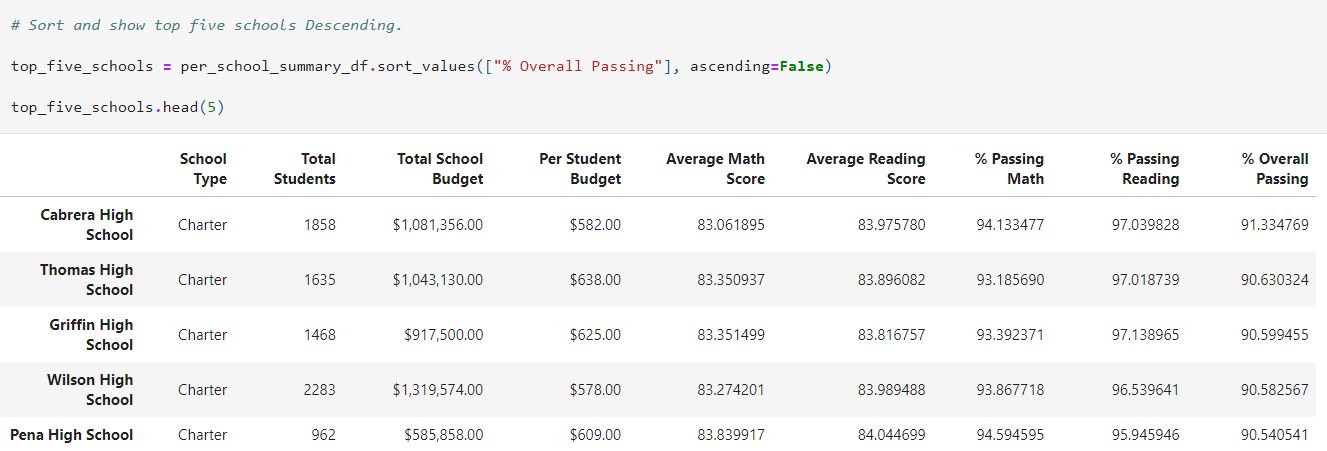 # Sort and show top five schools Descending.
top_five_schools = per_school_summary_df.sort_values(["% Overall Passing"], ascending=False)
top_five_schools.head(5)
School Type Total Students Total School Budget Per Student Budget Average Math Score Average Reading Score % Passing Math % Passing Reading % Overall Passing
Cabrera High School Charter 1858 $1,081,356.00 $582.00 83.061895 83.975780 94.133477 97.039828 91.334769
Thomas High School Charter 1635 $1,043,130.00 $638.00 83.350937 83.896082 93.185690 97.018739 90.630324
Griffin High School Charter 1468 $917,500.00 $625.00 83.351499 83.816757 93.392371 97.138965 90.599455
Wilson High School Charter 2283 $1,319,574.00 $578.00 83.274201 83.989488 93.867718 96.539641 90.582567
Pena High School Charter 962 $585,858.00 $609.00 83.839917 84.044699 94.594595 95.945946 90.540541